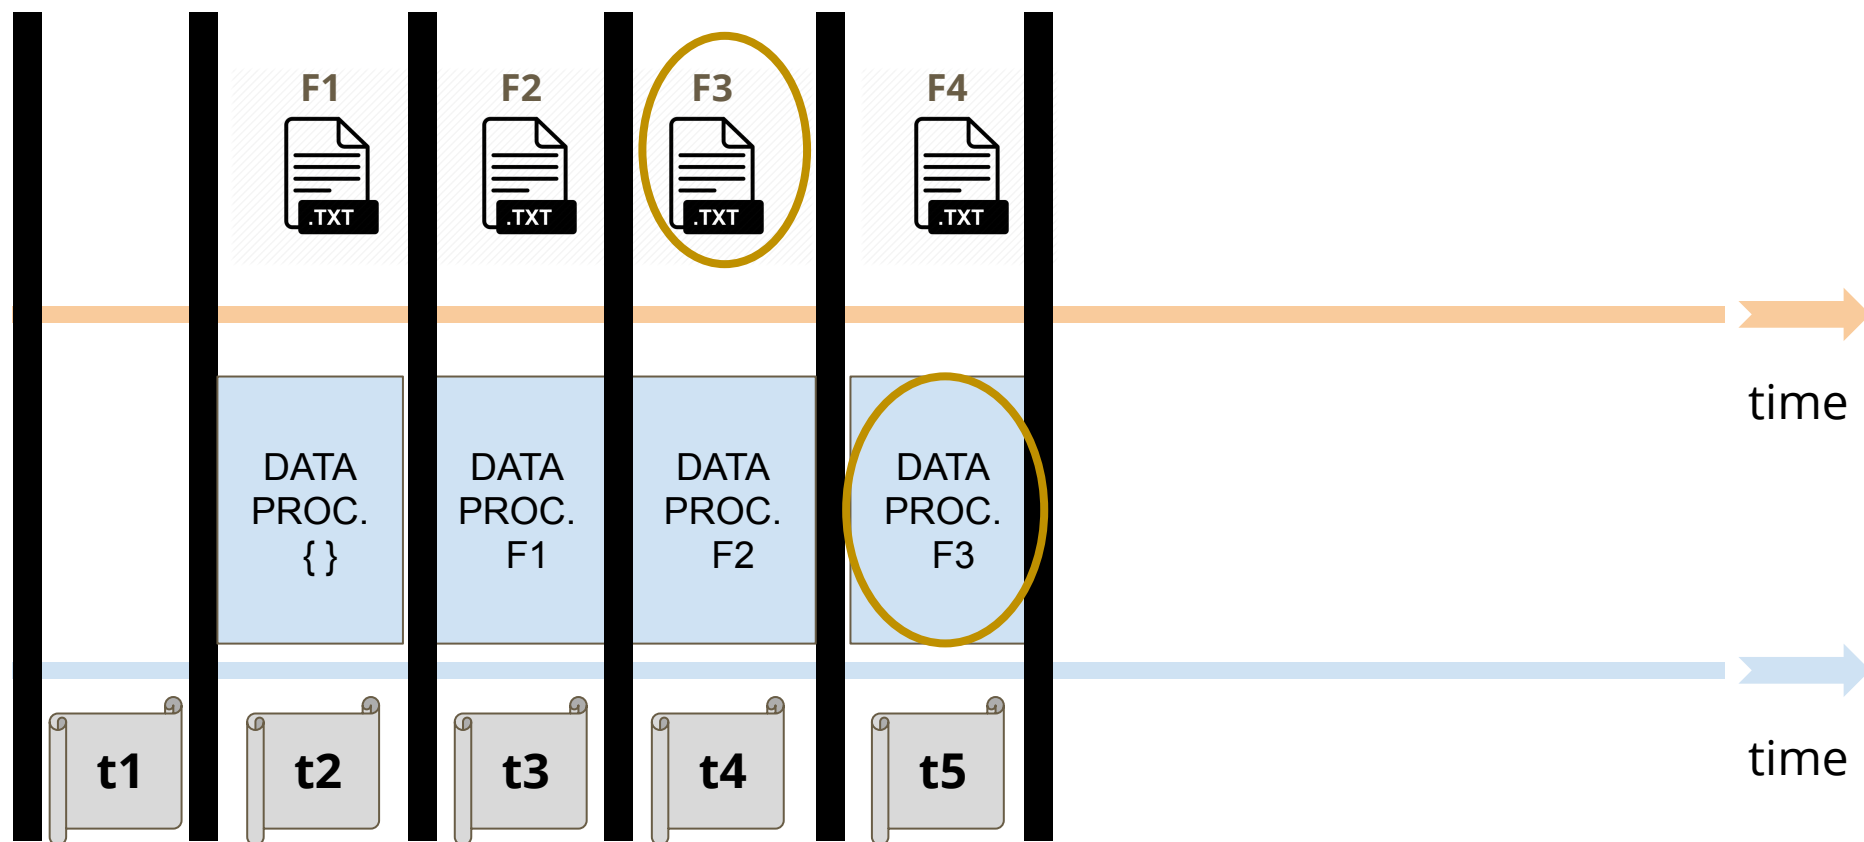 F1 F2 F3 F4
.TXT .TXT .TXT .TXT
time
DATA
PROC.
{ }
DATA
PROC.
F1
DATA
PROC.
F2
DATA
PROC.
F3
time
t1 t2 t3 t4 t5